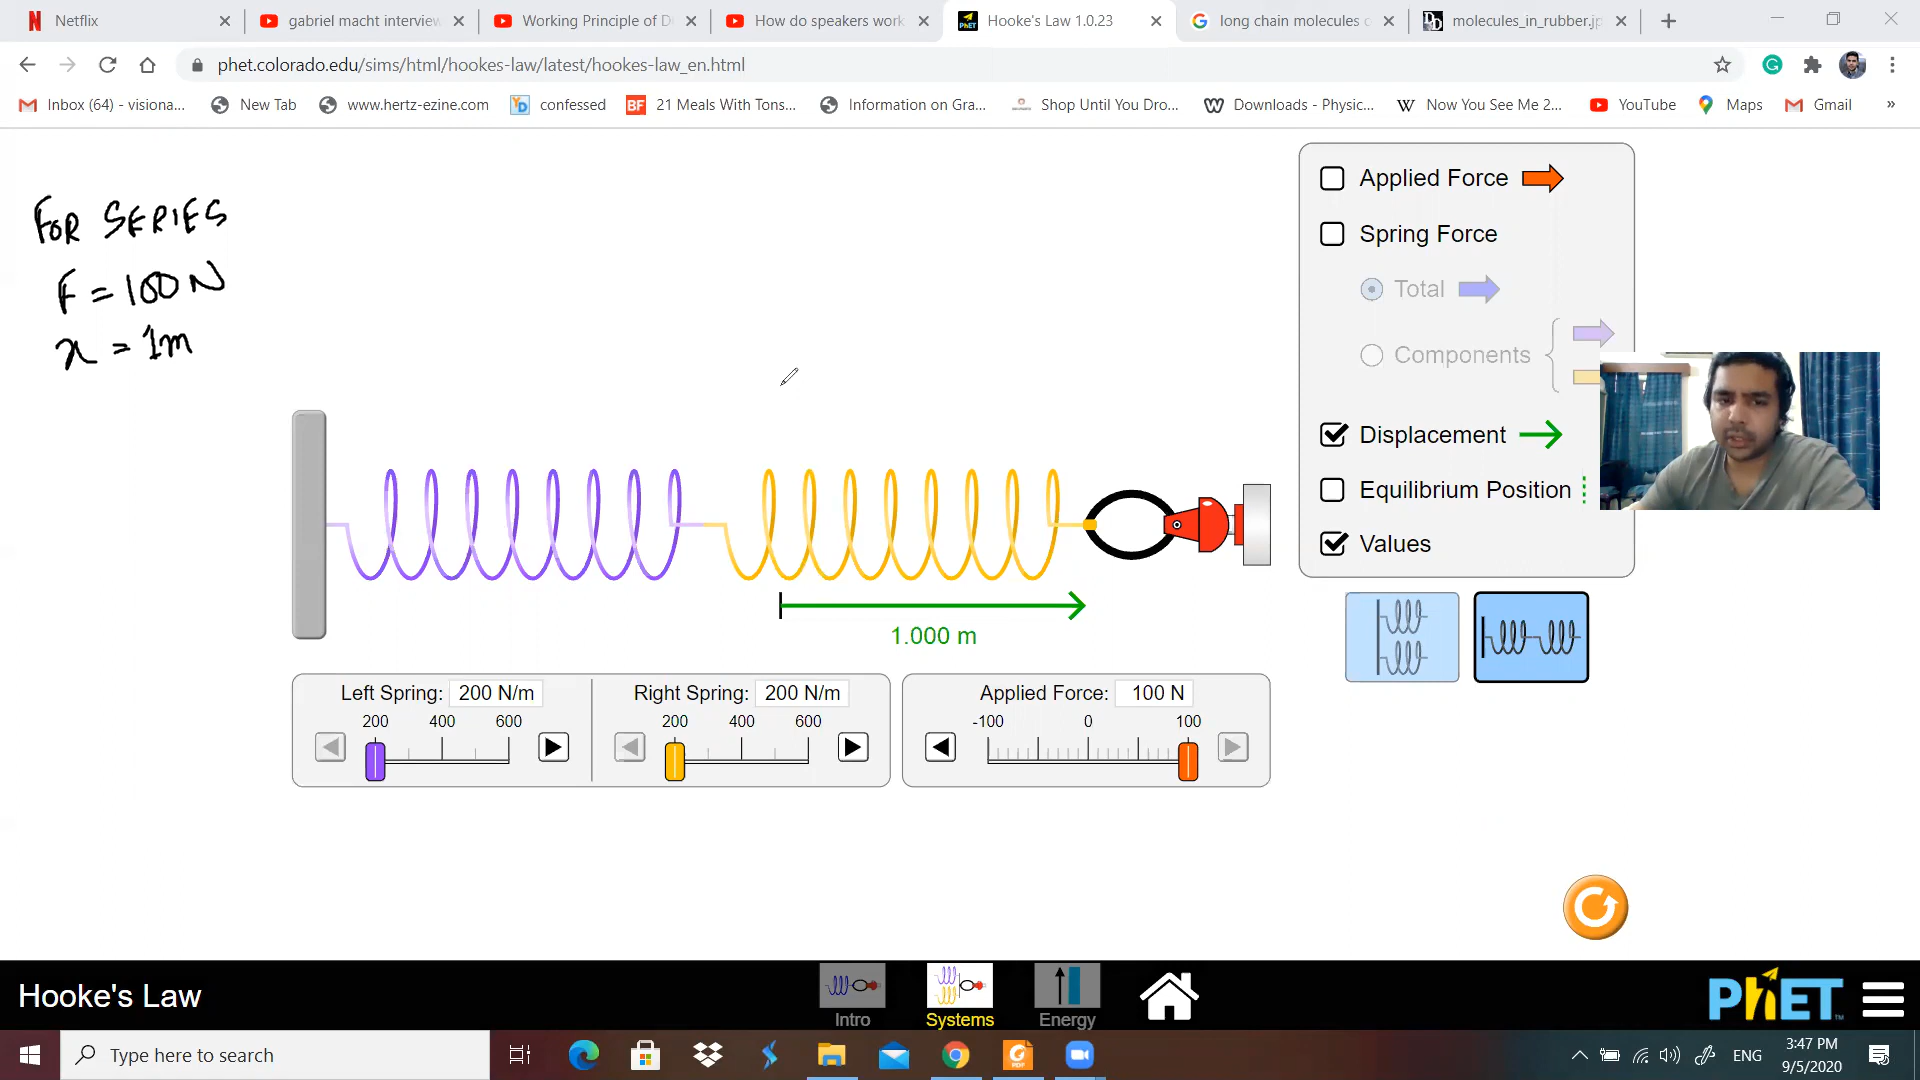 Netflix
gabriel macht interview
Working Principle of D
How do speakers work
Hooke's Law 1.0.23
long chain molecules o
molecules_in_rubber.j
phet.colorado.edu/sims/html/hookes-law/latest/hookes-law_en.html
Inbox (64) - visiona...
New Tab
www.hertz-ezine.com
confessed
21 Meals With Tons...
Information on Gra...
Shop Until You Dro...
Downloads - Physic...
Now You See Me 2...
YouTube
Maps
Gmail
»
FOR SERIES
F = 100 N
x = 1m
Applied Force
Spring Force
Total
Components
Displacement
Equilibrium Position
Values
1.000 m
Left Spring: 200 N/m
200 400 600
Right Spring: 200 N/m
200 400 600
Applied Force: 100 N
-100 0 100
Hooke's Law
Intro
Systems
Energy
PhET
Type here to search
ENG
3:47 PM
9/5/2020